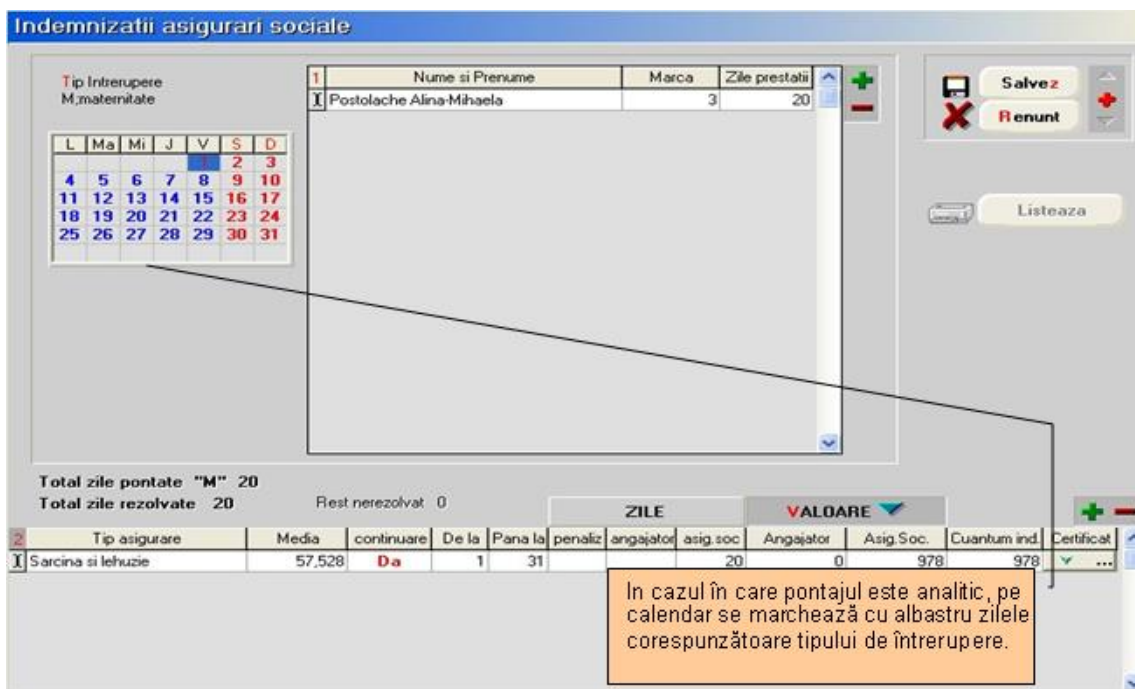 Indemnizatii asigurari sociale
Tip Intrerupere
M;maternitate
L Ma Mi J V S D
1 2 3
4 5 6 7 8 9 10
11 12 13 14 15 16 17
18 19 20 21 22 23 24
25 26 27 28 29 30 31
1 Nume si Prenume Marca Zile prestatii
Postolache Alina-Mihaela 3 20
Salvez
Renunt
Listeaza
Total zile pontate "M" 20
Total zile rezolvate 20
Rest nerezolvat 0
ZILE
VALOARE
2 Tip asigurare Media continuare De la Pana la penaliz angajator asig.soc Angajator Asig.Soc. Cuantum ind. Certificat
Sarcina si lehuzie 57,528 Da 1 31 20 0 978 978 ...
In cazul în care pontajul este analitic, pe
calendar se marchează cu albastru zilele
corespunzătoare tipului de întrerupere.